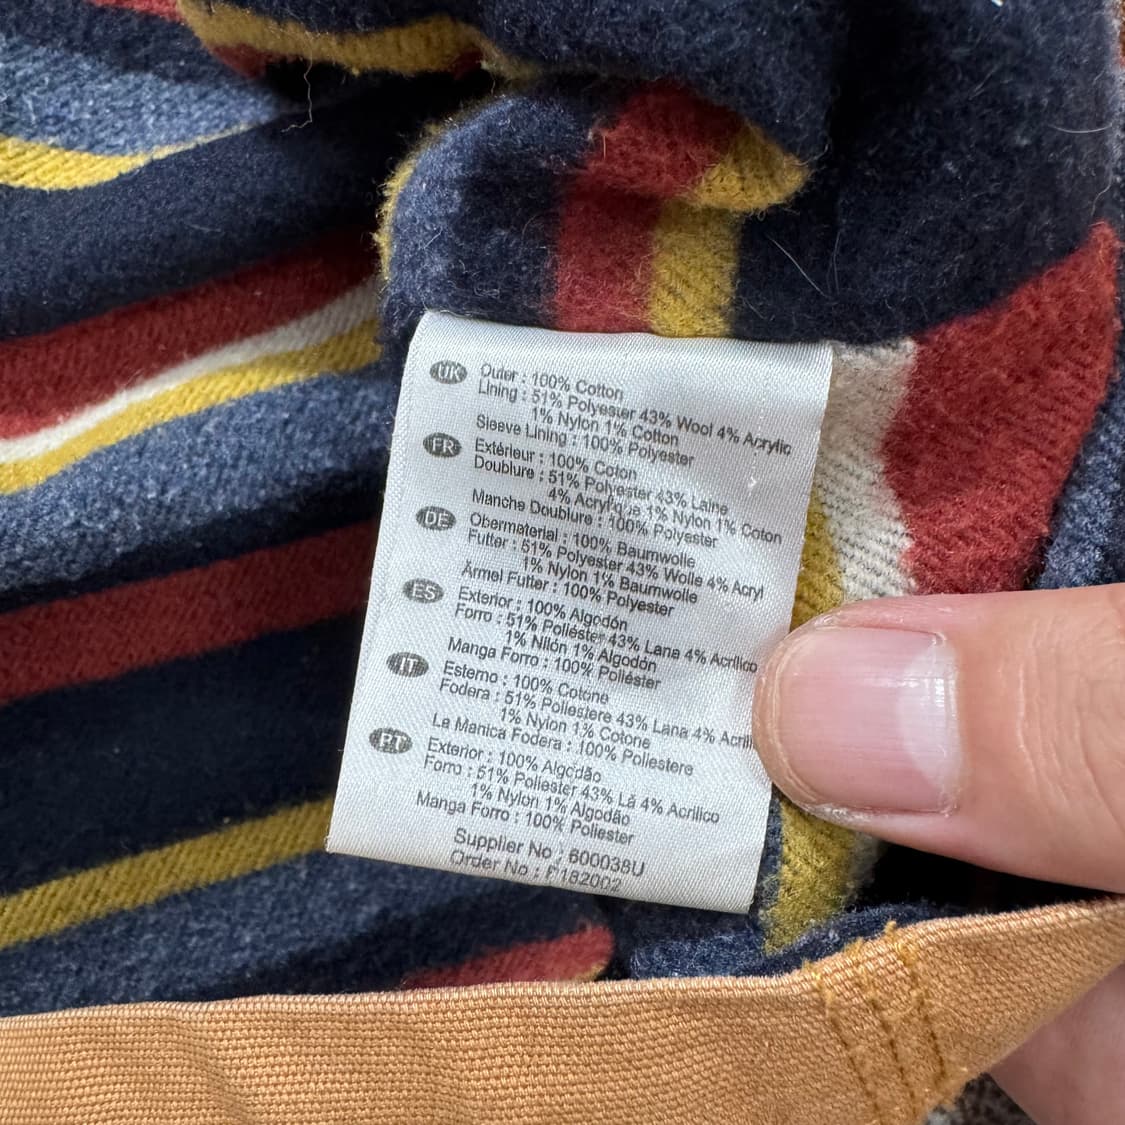 UK Outer : 100% Cotton
Lining : 51% Polyester 43% Wool 4% Acrylic
1% Nylon 1% Cotton
Sleeve Lining : 100% Polyester
FR Extérieur : 100% Coton
Doublure : 51% Polyester 43% Laine
4% Acrylique 1% Nylon 1% Coton
Manche Doublure : 100% Polyester
DE Obermaterial : 100% Baumwolle
Futter : 51% Polyester 43% Wolle 4% Acryl
1% Nylon 1% Baumwolle
Ärmel Futter : 100% Polyester
ES Exterior : 100% Algodón
Forro : 51% Poliéster 43% Lana 4% Acrílico
1% Nilón 1% Algodón
Manga Forro : 100% Poliéster
IT Esterno : 100% Cotone
Fodera : 51% Poliestere 43% Lana 4%
1% Nylon 1% Cotone
La Manica Fodera : 100% Poliestere
PT Exterior : 100% Algodão
Forro : 51% Poliester 43% Lã 4% Acrilico
1% Nylon 1% Algodão
Manga Forro : 100% Poliester
Supplier No : 600038U
Order No :